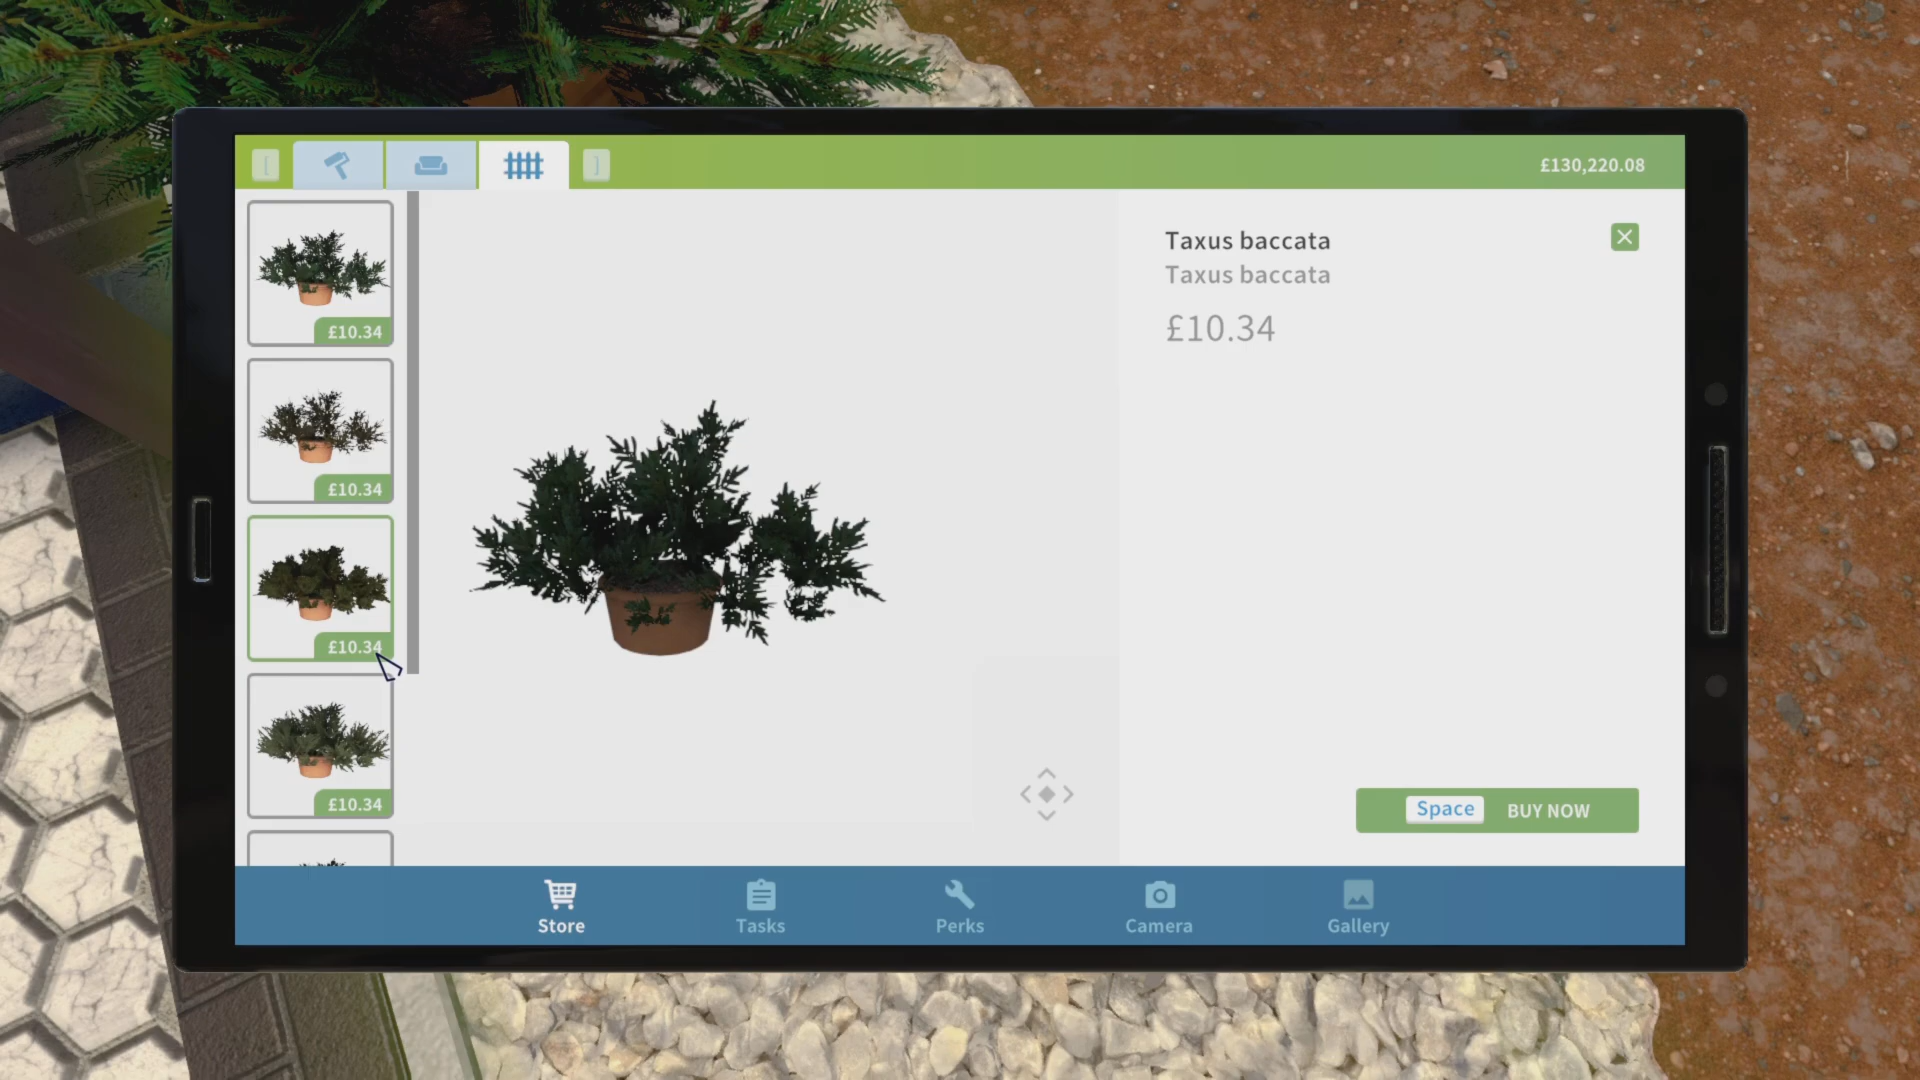 [
]
£130,220.08
£10.34
£10.34
£10.34
£10.34
Taxus baccata
Taxus baccata
£10.34
Space BUY NOW
Store
Tasks
Perks
Camera
Gallery